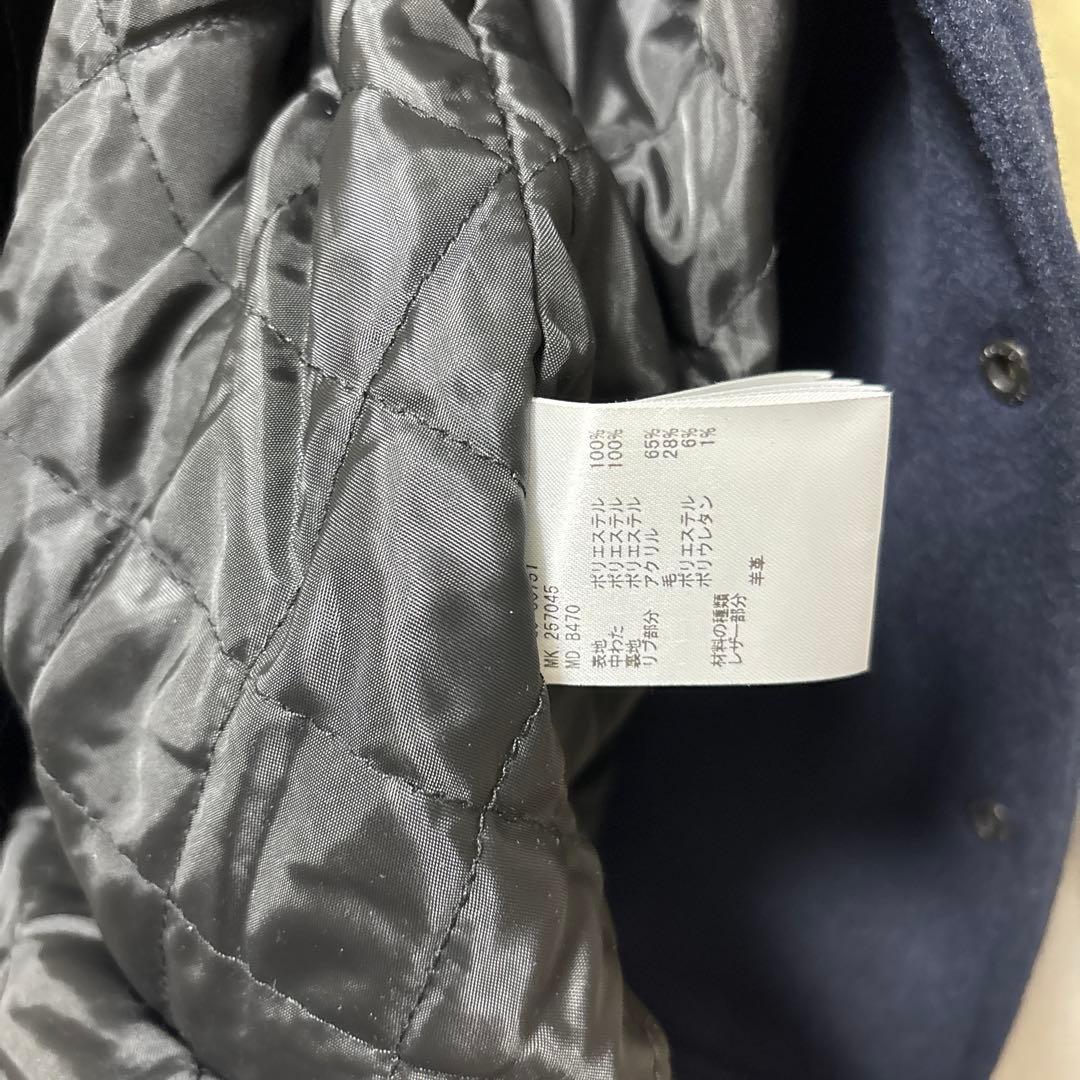 MK. 257045
MD. B470
表地 ポリエステル 100%
中わた ポリエステル 100%
裏地 ポリエステル
リブ部分 アクリル 65%
毛 28%
ポリエステル 6%
ポリウレタン 1%
材料の種類
レザー部分
羊革